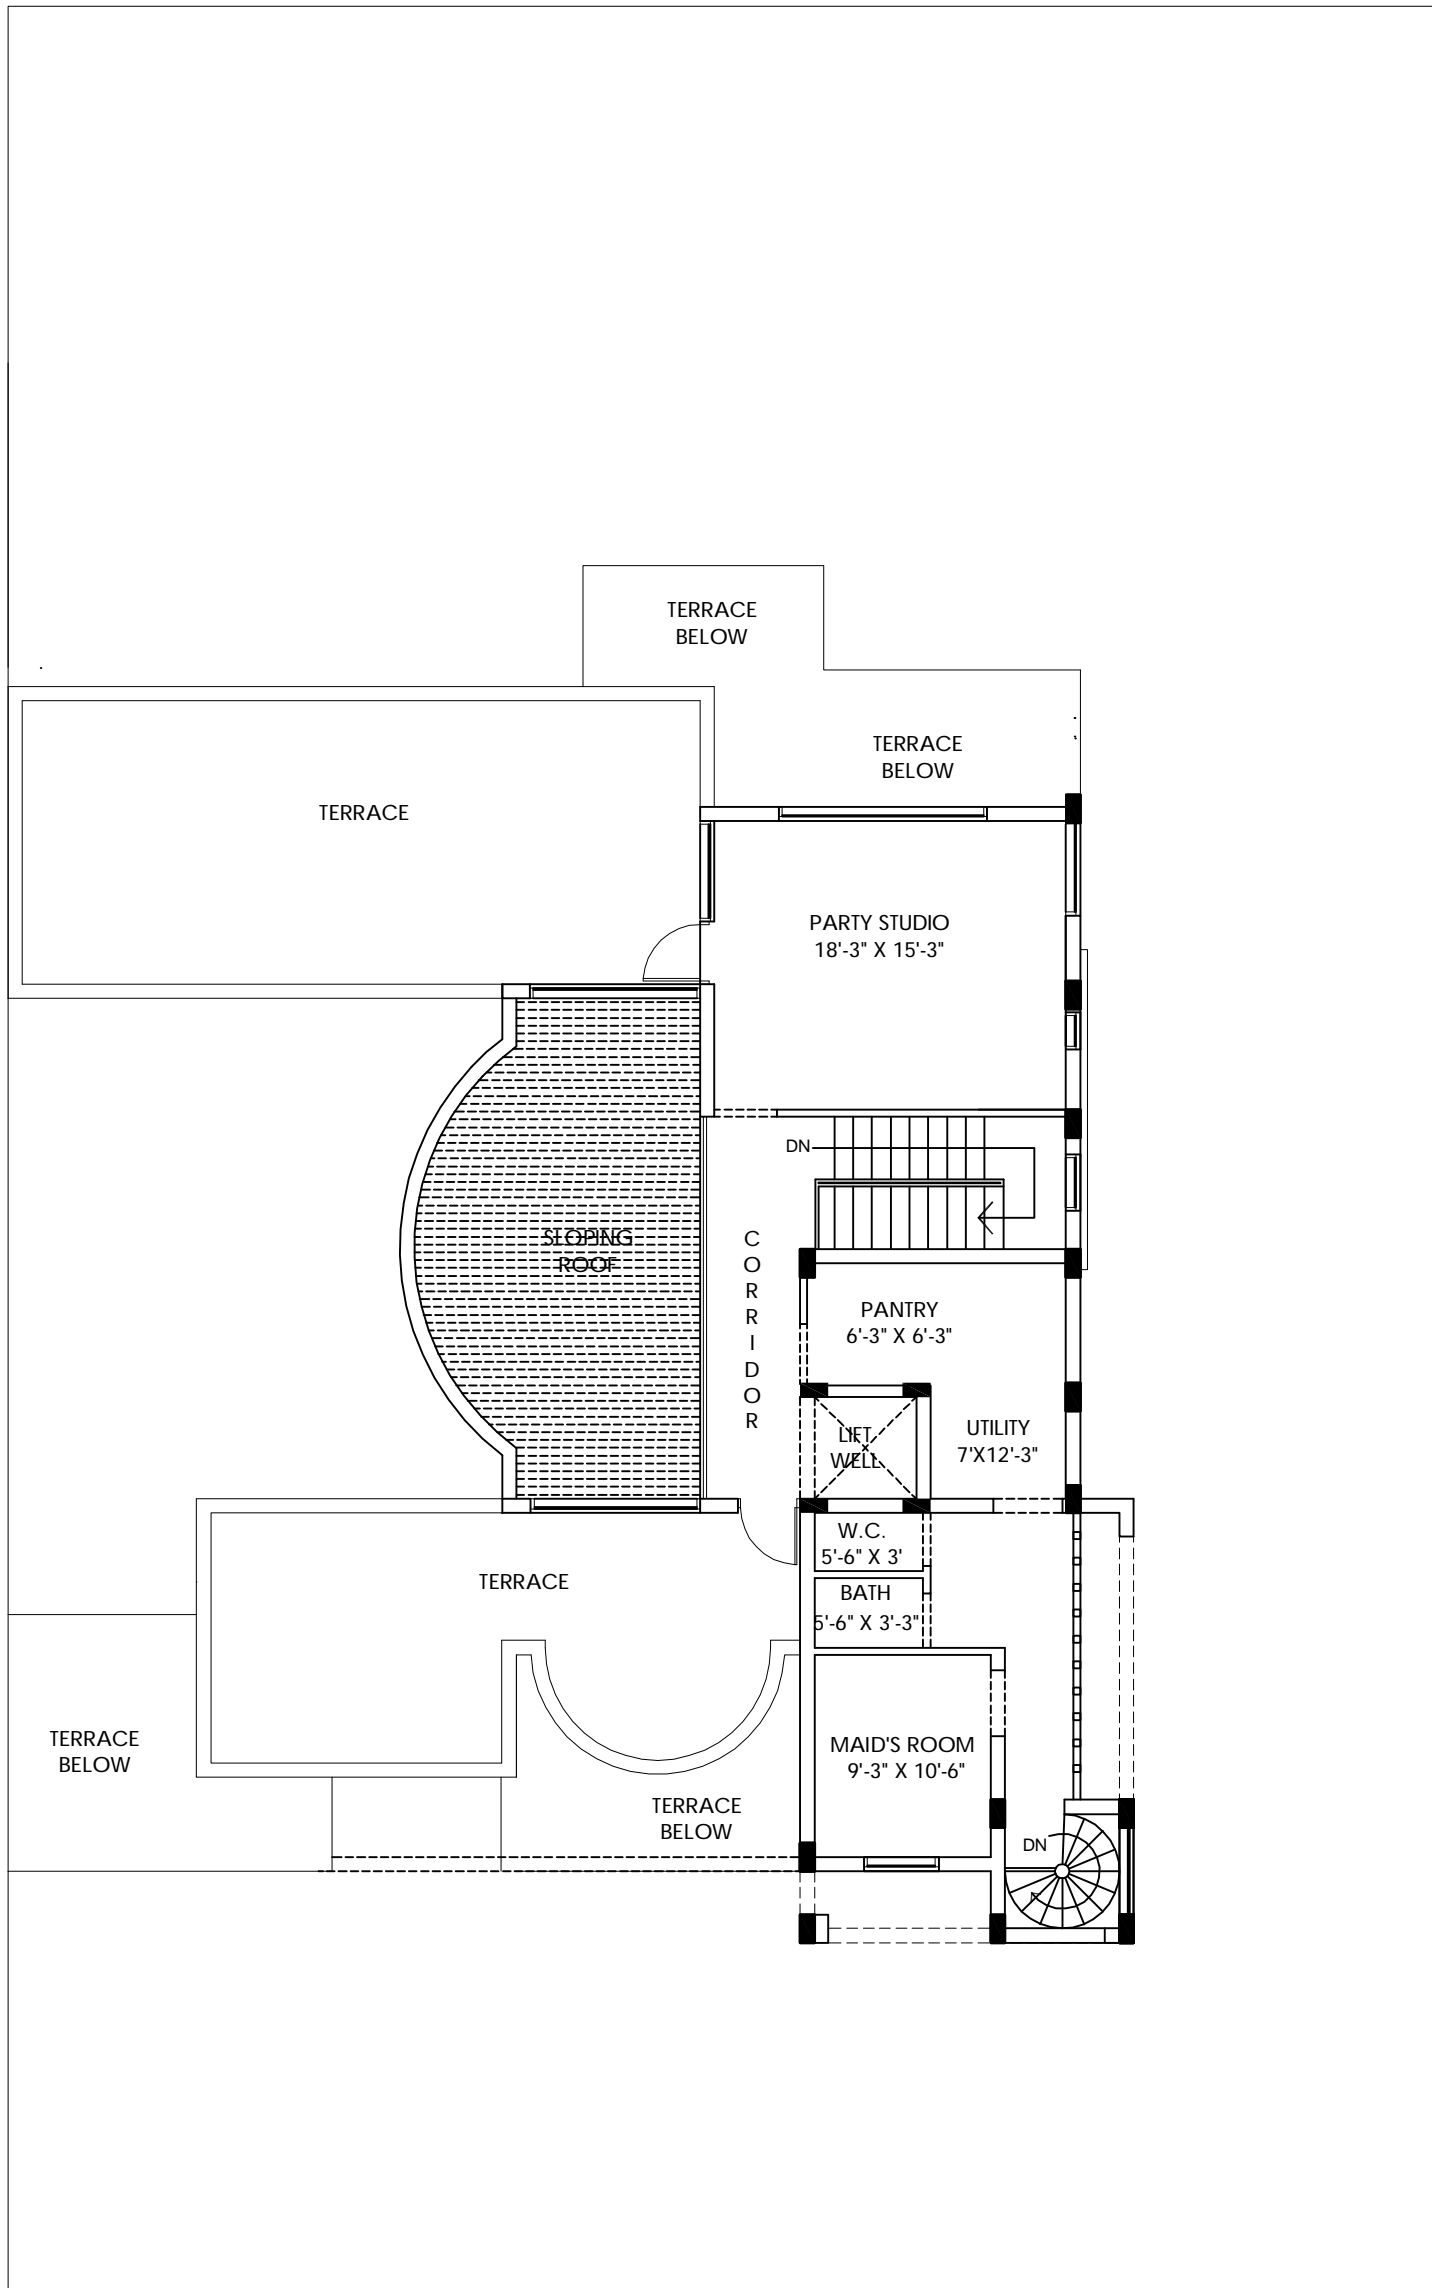 TERRACE
BELOW
TERRACE
BELOW
TERRACE
PARTY STUDIO
18'-3" X 15'-3"
DN
SLOPING
ROOF
C
O
R
R
I
D
O
R
PANTRY
6'-3" X 6'-3"
LIFT
WELL
UTILITY
7'X12'-3"
W.C.
5'-6" X 3'
BATH
5'-6" X 3'-3"
TERRACE
TERRACE
BELOW
MAID'S ROOM
9'-3" X 10'-6"
TERRACE
BELOW
DN